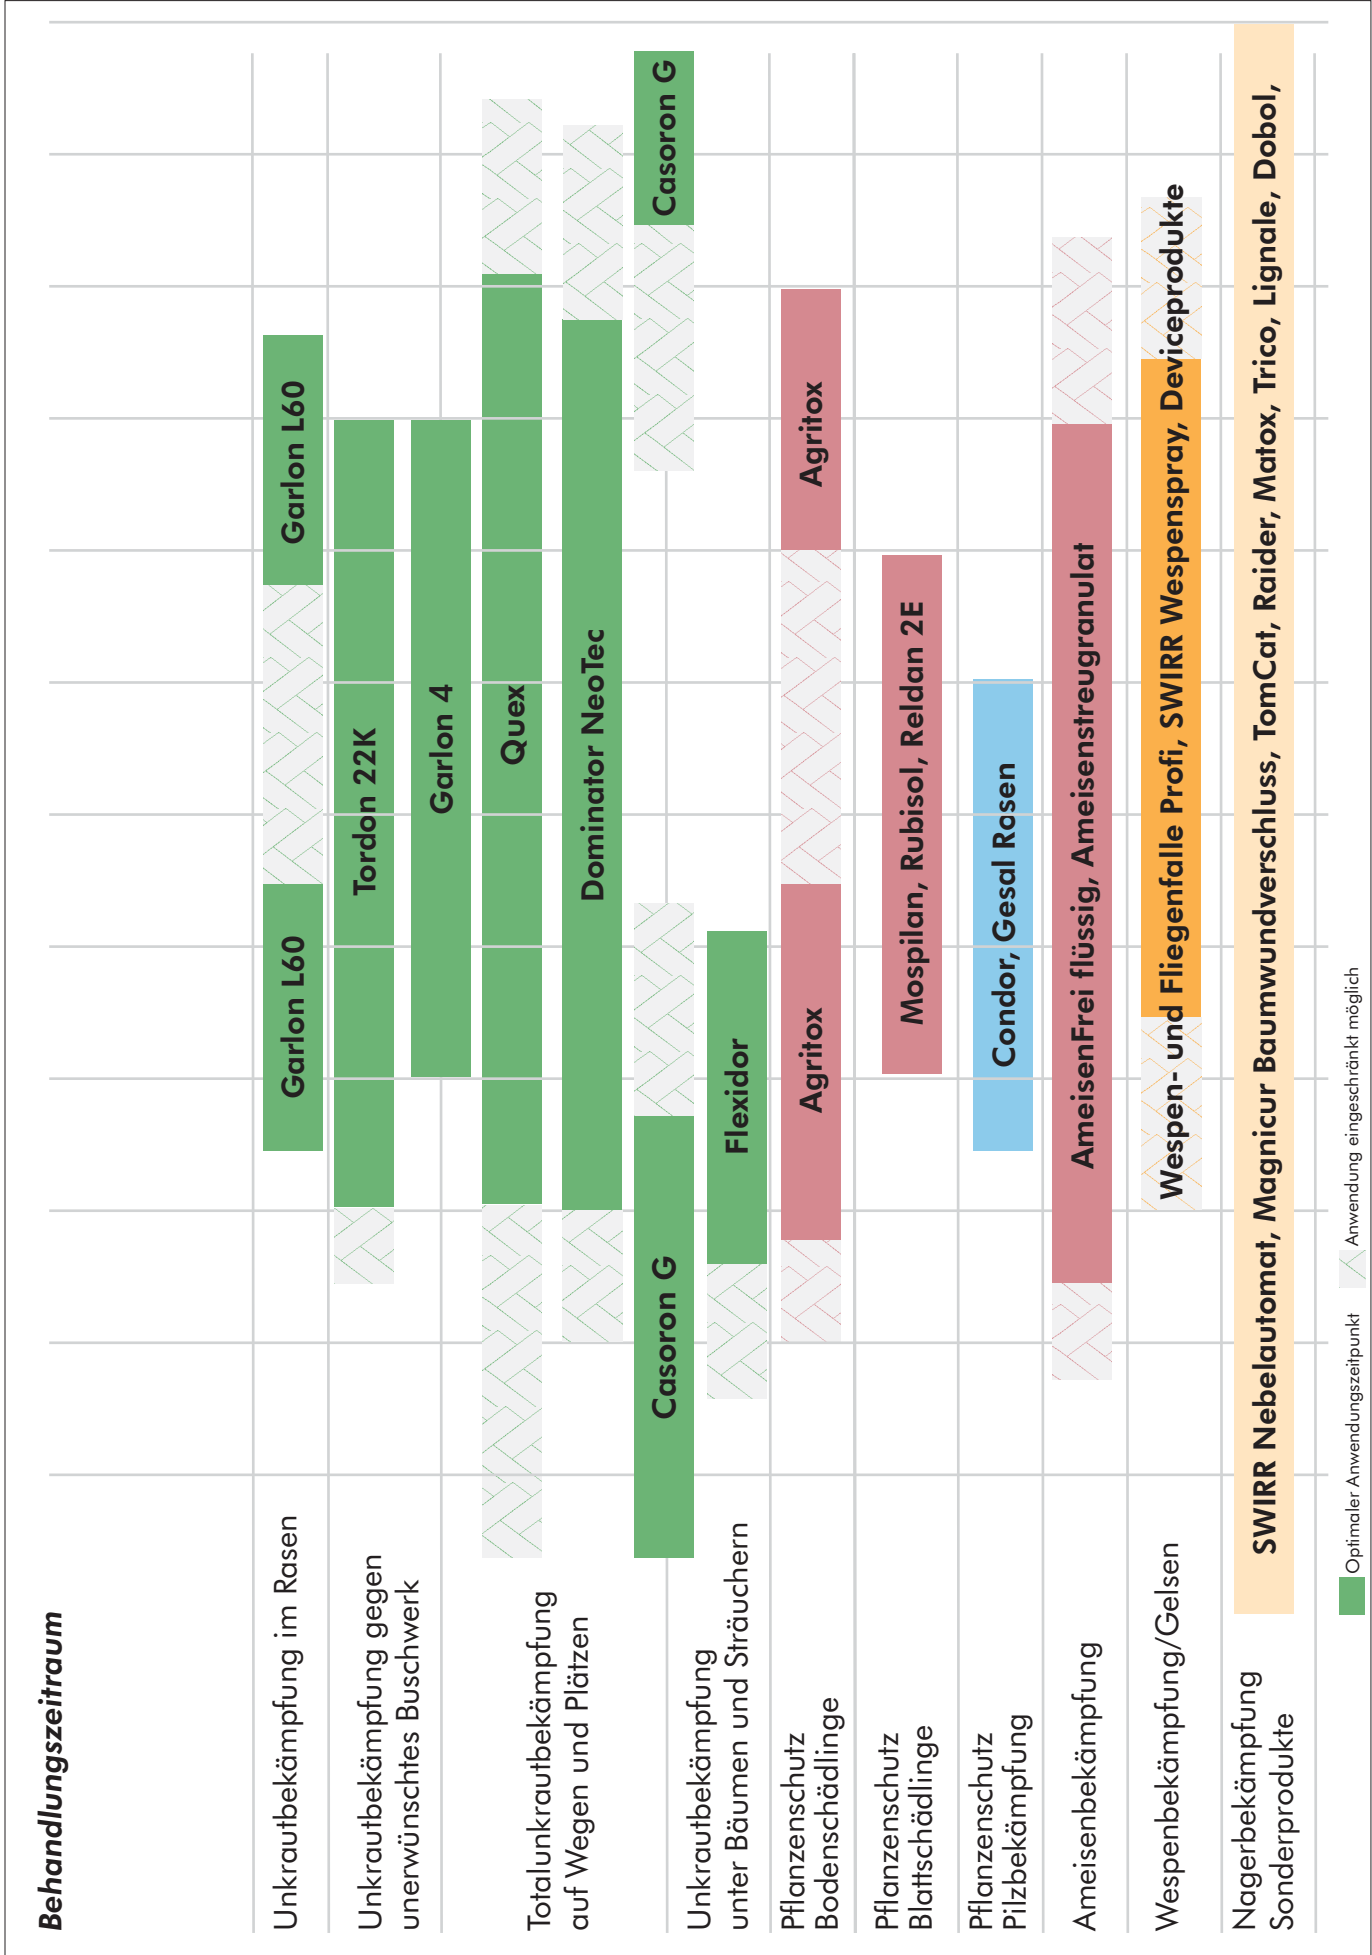 Behandlungszeitraum
Unkrautbekämpfung im Rasen
Garlon L60
Garlon L60
Unkrautbekämpfung gegen
unerwünschtes Buschwerk
Tordon 22K
Garlon 4
Totalunkrautbekämpfung
auf Wegen und Plätzen
Quex
Dominator NeoTec
Unkrautbekämpfung
unter Bäumen und Sträuchern
Casoron G
Casoron G
Flexidor
Pflanzenschutz
Bodenschädlinge
Agritox
Agritox
Pflanzenschutz
Blattschädlinge
Mospilan, Rubisol, Reldan 2E
Pflanzenschutz
Pilzbekämpfung
Condor, Gesal Rasen
Ameisenbekämpfung
AmeisenFrei flüssig, Ameisenstreugranulat
Wespenbekämpfung/Gelsen
Wespen- und Fliegenfalle Profi, SWIRR Wespenspray, Deviceprodukte
Nagerbekämpfung
Sonderprodukte
SWIRR Nebelautomat, Magnicur Baumwundverschluss, TomCat, Raider, Matox, Trico, Lignale, Dobol,
Optimaler Anwendungszeitpunkt
Anwendung eingeschränkt möglich